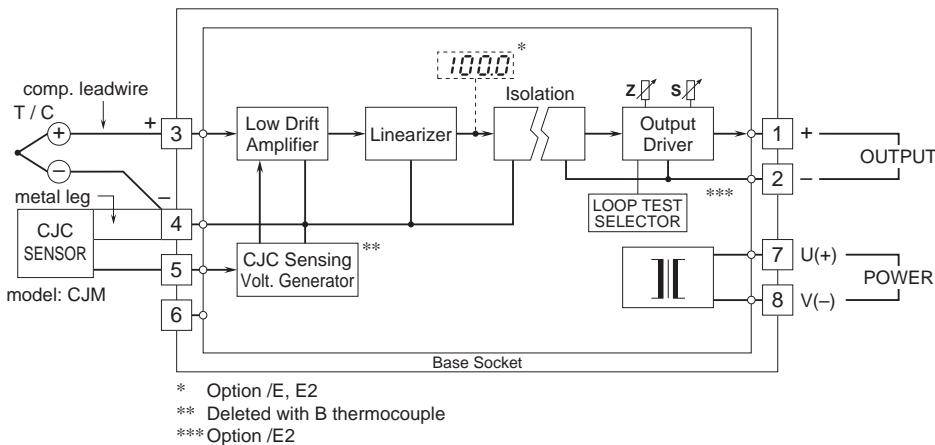 *
100.0
comp. leadwire
T / C
+
+
3
Low Drift
Amplifier
Linearizer
Isolation
Z
S
Output
Driver
1
+
OUTPUT
−
−
2
−
***
metal leg
4
LOOP TEST
SELECTOR
CJC
SENSOR
**
CJC Sensing
Volt. Generator
5
7
U(+)
POWER
model: CJM
6
8
V(−)
Base Socket
* Option /E, E2
** Deleted with B thermocouple
*** Option /E2